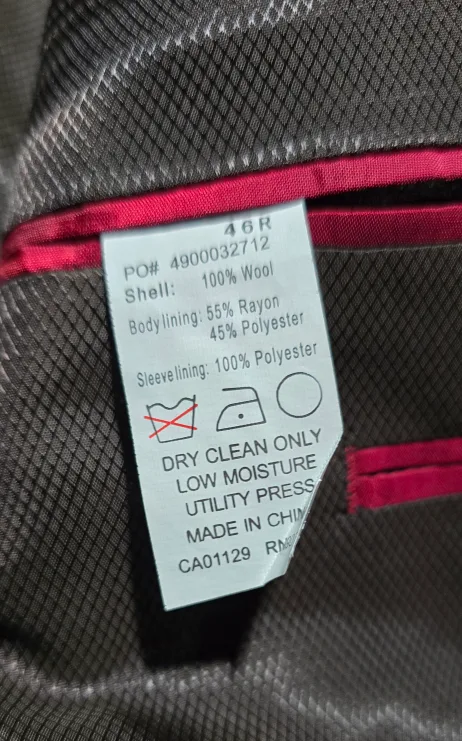 46R
PO# 4900032712
Shell: 100% Wool
Bodylining: 55% Rayon
45% Polyester
Sleevelining: 100% Polyester
DRY CLEAN ONLY
LOW MOISTURE
UTILITY PRESS
MADE IN
CA01129